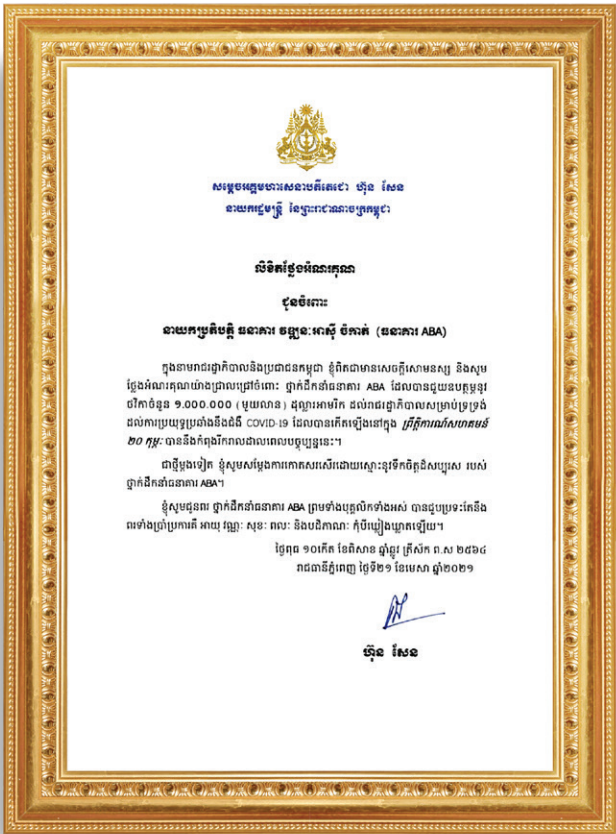 សម្តេចអគ្គមហាសេនាបតីតេជោ ហ៊ុន សែន
នាយករដ្ឋមន្ត្រី នៃព្រះរាជាណាចក្រកម្ពុជា
លិខិតថ្លែងអំណរគុណ
ជូនចំពោះ
នាយកប្រតិបត្តិ ធនាគារ វឌ្ឍនៈអាស៊ី ចំកាត់ (ធនាគារ ABA)
ក្នុងនាមរាជរដ្ឋាភិបាលនិងប្រជាជនកម្ពុជា ខ្ញុំពិតជាមានសេចក្តីសោមនស្ស និងសូម
ថ្លែងអំណរគុណយ៉ាងជ្រាលជ្រៅចំពោះ ថ្នាក់ដឹកនាំធនាគារ ABA ដែលបានជួយឧបត្ថម្ភនូវ
ថវិកាចំនួន ១.០០០.០០០ (មួយលាន) ដុល្លារអាមេរិក ដល់រាជរដ្ឋាភិបាលសម្រាប់ទ្រទ្រង់
ដល់ការប្រយុទ្ធប្រឆាំងនឹងជំងឺ COVID-19 ដែលបានកើតឡើងនៅក្នុង ព្រឹត្តិការណ៍សហគមន៍
២០ កុម្ភៈ បាននិងកំពុងរីករាលដាលពេលបច្ចុប្បន្ននេះ។
ជាថ្មីម្តងទៀត ខ្ញុំសូមសម្តែងការកោតសរសើរដោយស្មោះនូវទឹកចិត្តដ៏សប្បុរស របស់
ថ្នាក់ដឹកនាំធនាគារ ABA។
ខ្ញុំសូមជូនពរ ថ្នាក់ដឹកនាំធនាគារ ABA ព្រមទាំងបុគ្គលិកទាំងអស់ បានជួបប្រទះតែនឹង
ពរទាំងប្រាំប្រការគឺ អាយុ វណ្ណៈ សុខៈ ពលៈ និងបដិភាណៈ កុំបីឃ្លៀងឃ្លាតឡើយ។
ថ្ងៃពុធ ១០កើត ខែពិសាខ ឆ្នាំឆ្លូវ ត្រីស័ក ព.ស ២៥៦៤
រាជធានីភ្នំពេញ ថ្ងៃទី២១ ខែមេសា ឆ្នាំ២០២១
ហ៊ុន សែន